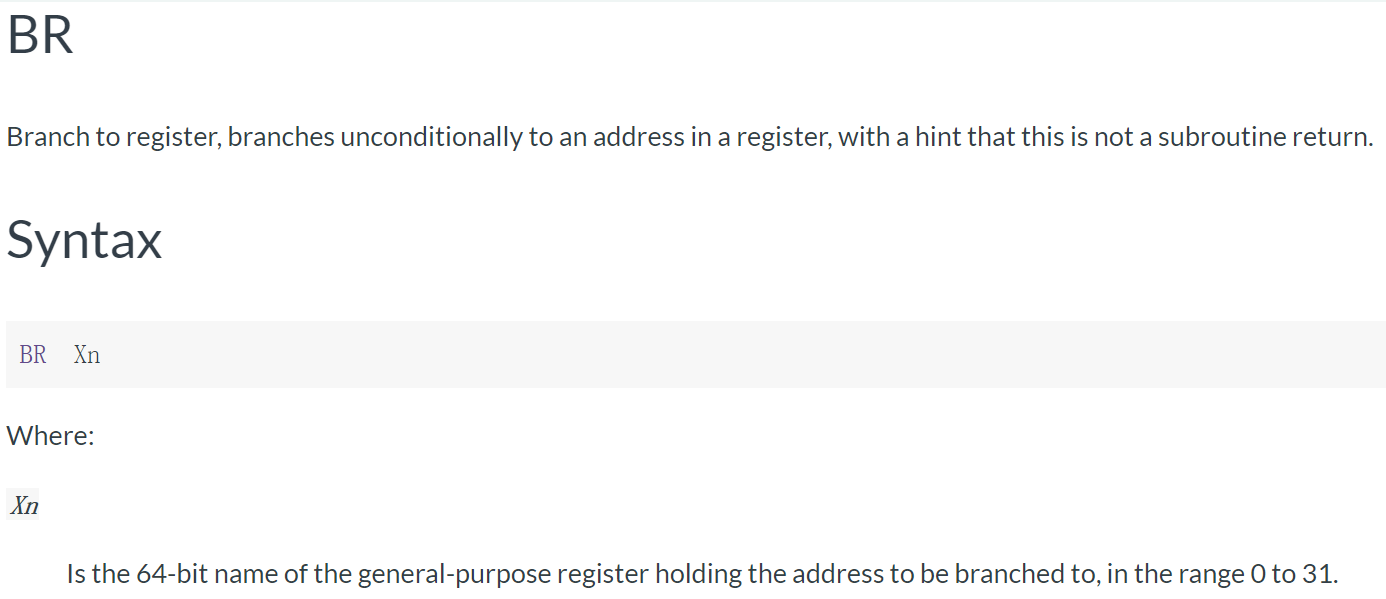 BR
Branch to register, branches unconditionally to an address in a register, with a hint that this is not a subroutine return.
Syntax
BR  Xn
Where:
Xn
Is the 64-bit name of the general-purpose register holding the address to be branched to, in the range 0 to 31.